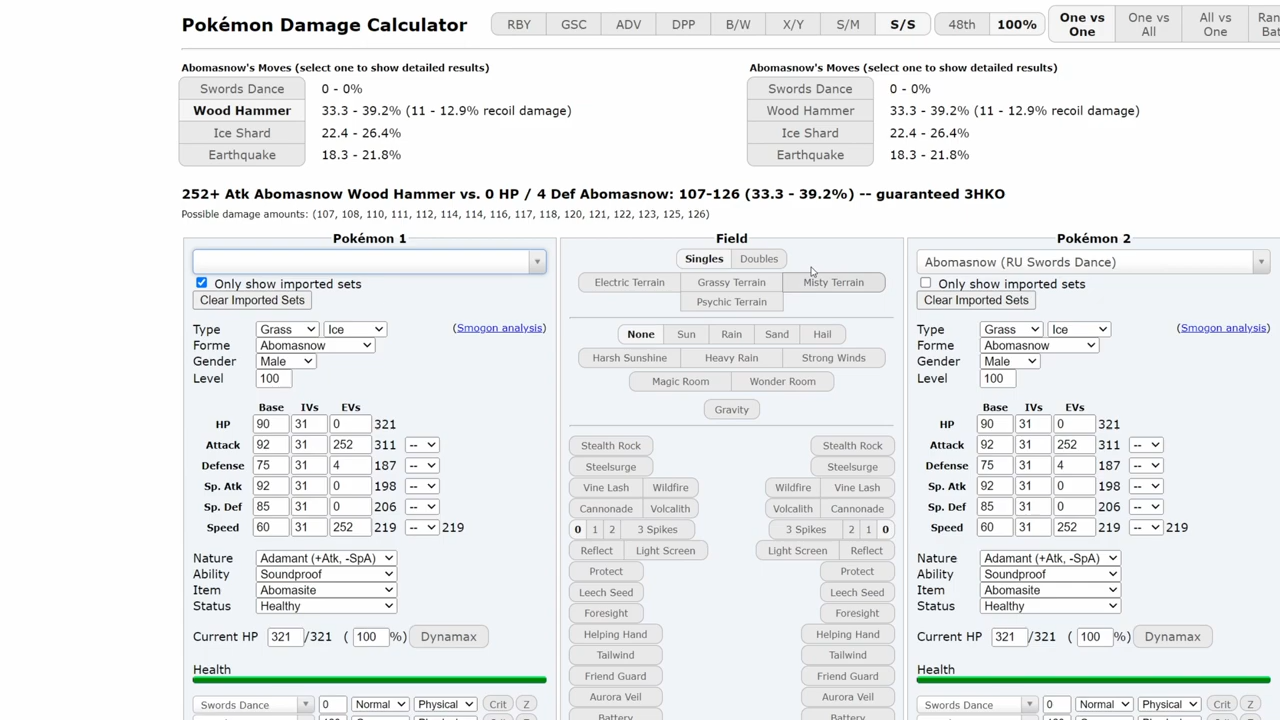 Pokémon Damage Calculator RBY GSC ADV DPP B/W X/Y S/M S/S 48th 100% One vs One One vs All All vs One
Abomasnow's Moves (select one to show detailed results) Abomasnow's Moves (select one to show detailed results)
Swords Dance 0 - 0% Swords Dance 0 - 0%
Wood Hammer 33.3 - 39.2% (11 - 12.9% recoil damage) Wood Hammer 33.3 - 39.2% (11 - 12.9% recoil damage)
Ice Shard 22.4 - 26.4% Ice Shard 22.4 - 26.4%
Earthquake 18.3 - 21.8% Earthquake 18.3 - 21.8%
252+ Atk Abomasnow Wood Hammer vs. 0 HP / 4 Def Abomasnow: 107-126 (33.3 - 39.2%) -- guaranteed 3HKO
Possible damage amounts: (107, 108, 110, 111, 112, 114, 114, 116, 117, 118, 120, 121, 122, 123, 125, 126)
Pokémon 1 Field Pokémon 2
Singles Doubles Abomasnow (RU Swords Dance)
Only show imported sets Electric Terrain Grassy Terrain Misty Terrain Only show imported sets
Clear Imported Sets Psychic Terrain Clear Imported Sets
Type Grass Ice (Smogon analysis) None Sun Rain Sand Hail Type Grass Ice (Smogon analysis)
Forme Abomasnow Forme Abomasnow
Gender Male Harsh Sunshine Heavy Rain Strong Winds Gender Male
Level 100 Magic Room Wonder Room Level 100
Base IVs EVs Gravity Base IVs EVs
HP 90 31 0 321 HP 90 31 0 321
Attack 92 31 252 311 -- Stealth Rock Stealth Rock Attack 92 31 252 311 --
Defense 75 31 4 187 -- Steelsurge Steelsurge Defense 75 31 4 187 --
Sp. Atk 92 31 0 198 -- Vine Lash Wildfire Wildfire Vine Lash Sp. Atk 92 31 0 198 --
Sp. Def 85 31 0 206 -- Cannonade Volcalith Volcalith Cannonade Sp. Def 85 31 0 206 --
Speed 60 31 252 219 -- 219 0 1 2 3 Spikes 3 Spikes 2 1 0 Speed 60 31 252 219 -- 219
Reflect Light Screen Light Screen Reflect
Nature Adamant (+Atk, -SpA) Protect Protect Nature Adamant (+Atk, -SpA)
Ability Soundproof Ability Soundproof
Item Abomasite Leech Seed Leech Seed Item Abomasite
Status Healthy Foresight Foresight Status Healthy
Current HP 321 /321 ( 100 %) Dynamax Helping Hand Helping Hand Current HP 321 /321 ( 100 %) Dynamax
Tailwind Tailwind
Health Friend Guard Friend Guard Health
Aurora Veil Aurora Veil
Swords Dance 0 Normal Physical Crit Z Battery Battery Swords Dance 0 Normal Physical Crit Z